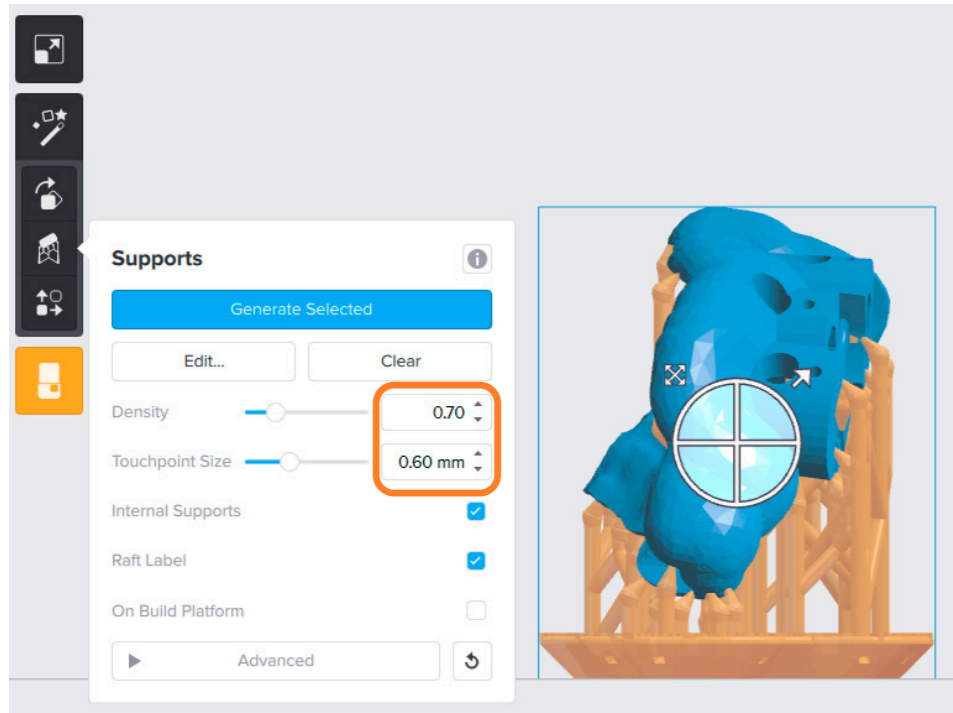 Supports
Generate Selected
Edit...
Clear
Density
0.70
Touchpoint Size
0.60 mm
Internal Supports
Raft Label
On Build Platform
Advanced